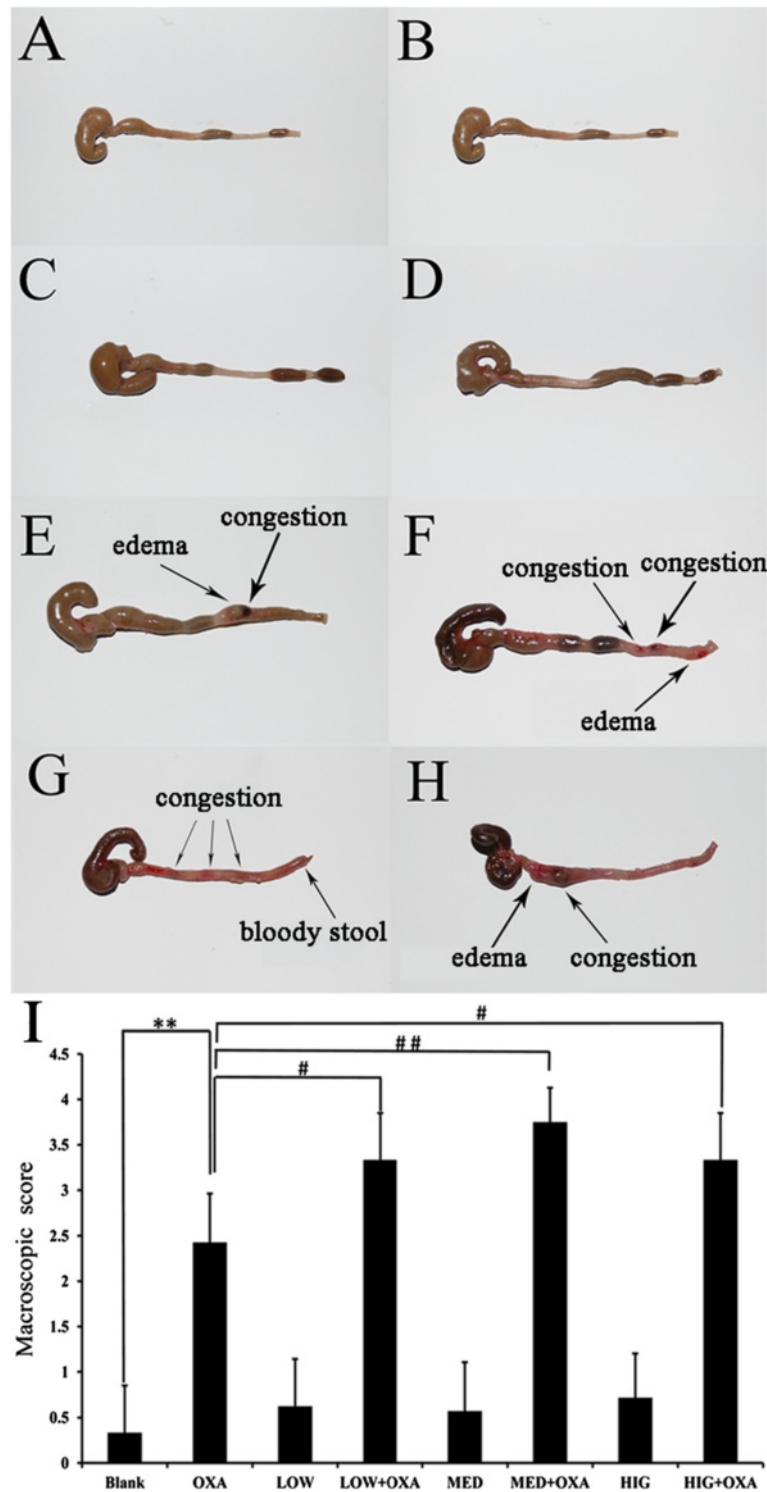 A
B
C
D
E
edema
congestion
F
congestion
congestion
edema
G
congestion
bloody stool
H
edema
congestion
I
**
#
# #
#
Macroscopic score
4.5
4
3.5
3
2.5
2
1.5
1
0.5
0
Blank OXA LOW LOW+OXA MED MED+OXA HIG HIG+OXA